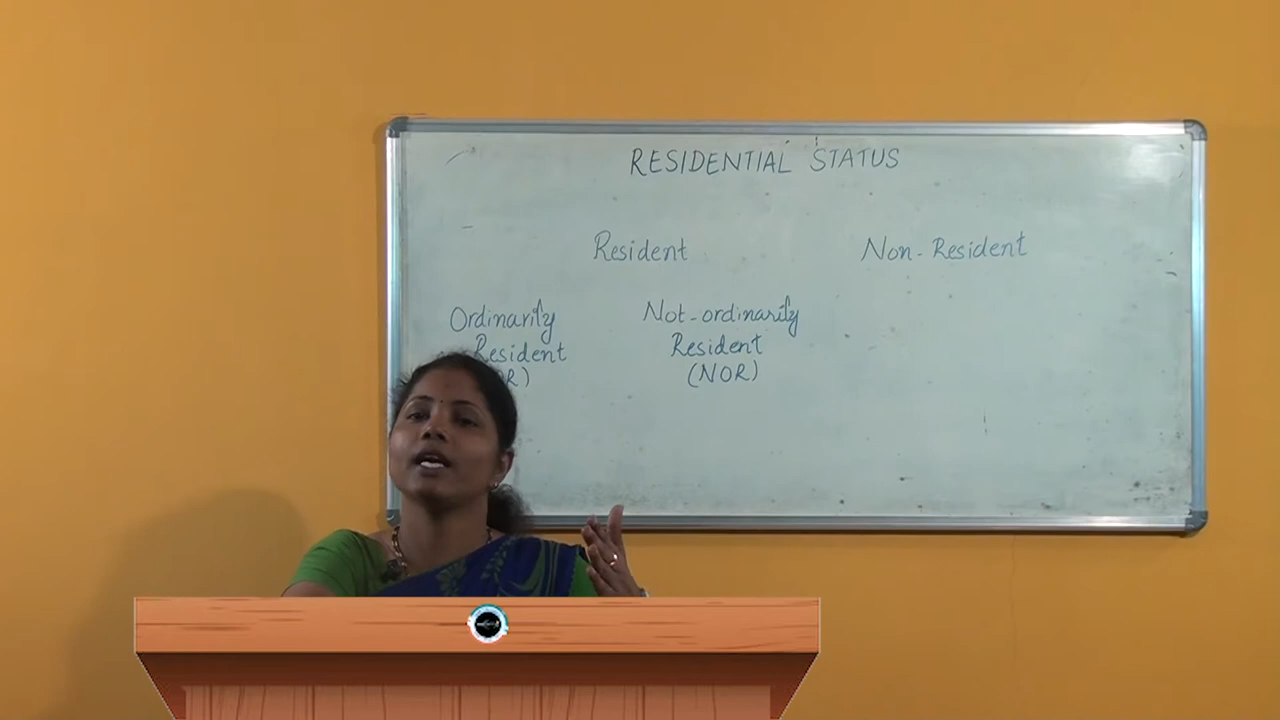 RESIDENTIAL STATUS
Resident
Non-Resident
Ordinarily
Resident
Not-ordinarily
Resident
(NOR)